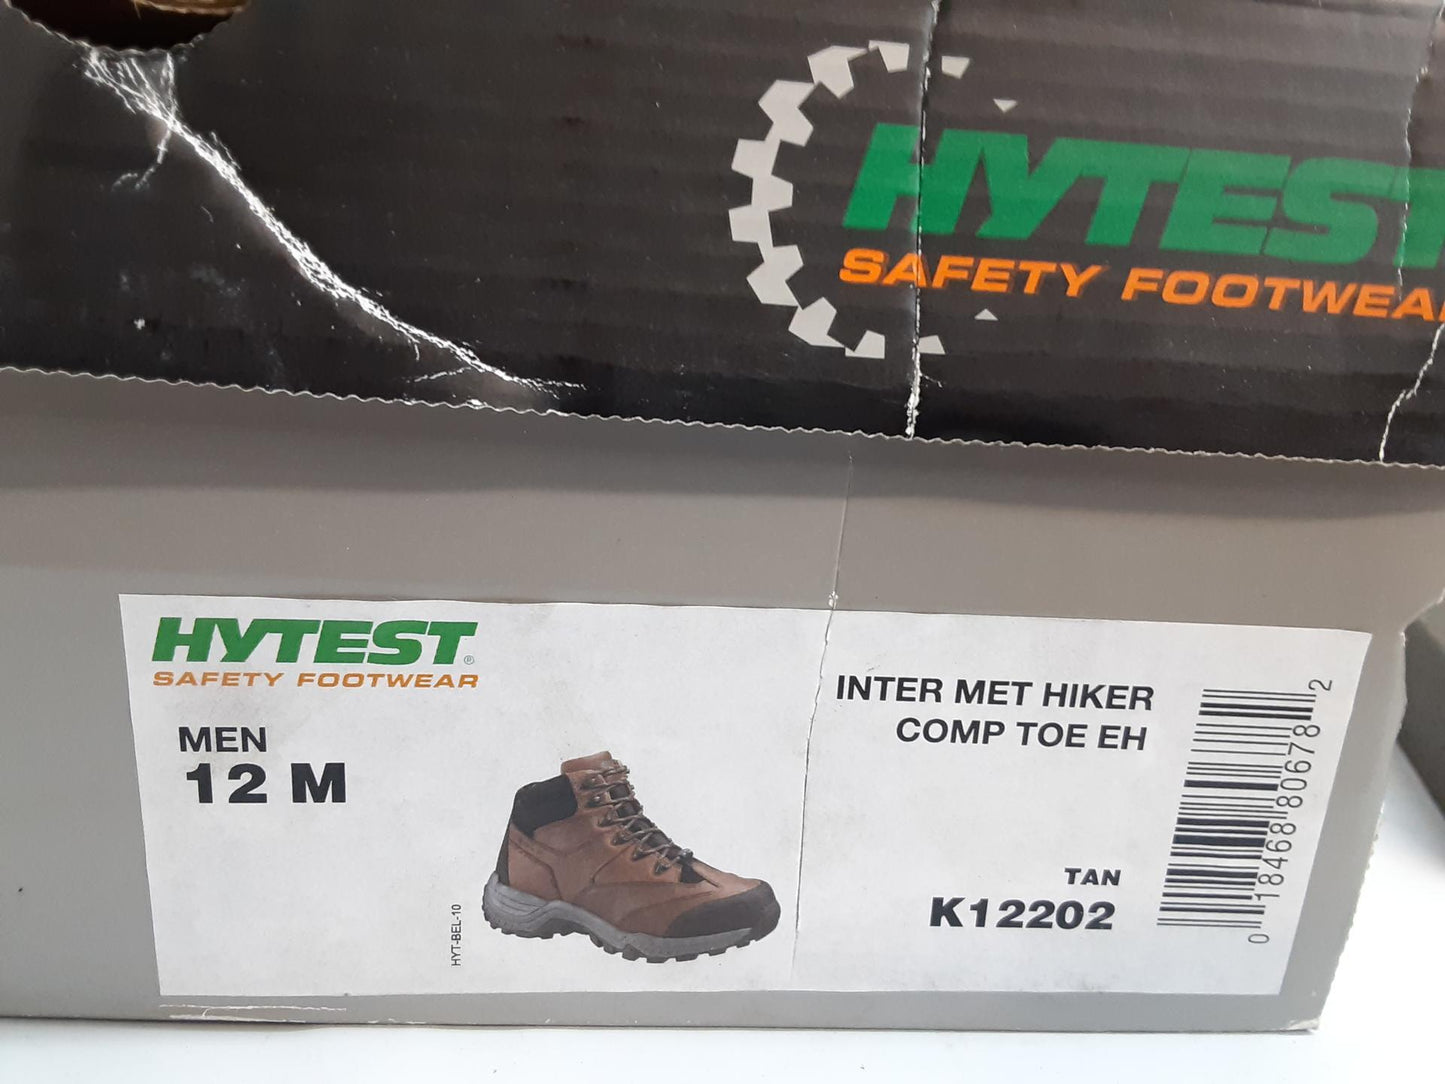 HYTEST
SAFETY FOOTWEAR
HYTEST®
SAFETY FOOTWEAR
MEN
12 M
HYT-BEL-10
INTER MET HIKER
COMP TOE EH
TAN
K12202
0 18468 80678 2